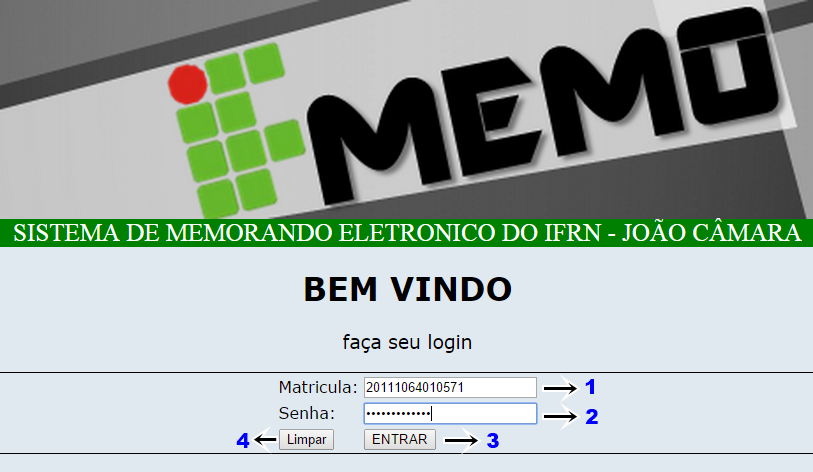 MEMO
SISTEMA DE MEMORANDO ELETRONICO DO IFRN - JOÃO CÂMARA
BEM VINDO
faça seu login
Matricula: 20111064010571 1
Senha: ••••••••••••• 2
4 Limpar ENTRAR 3